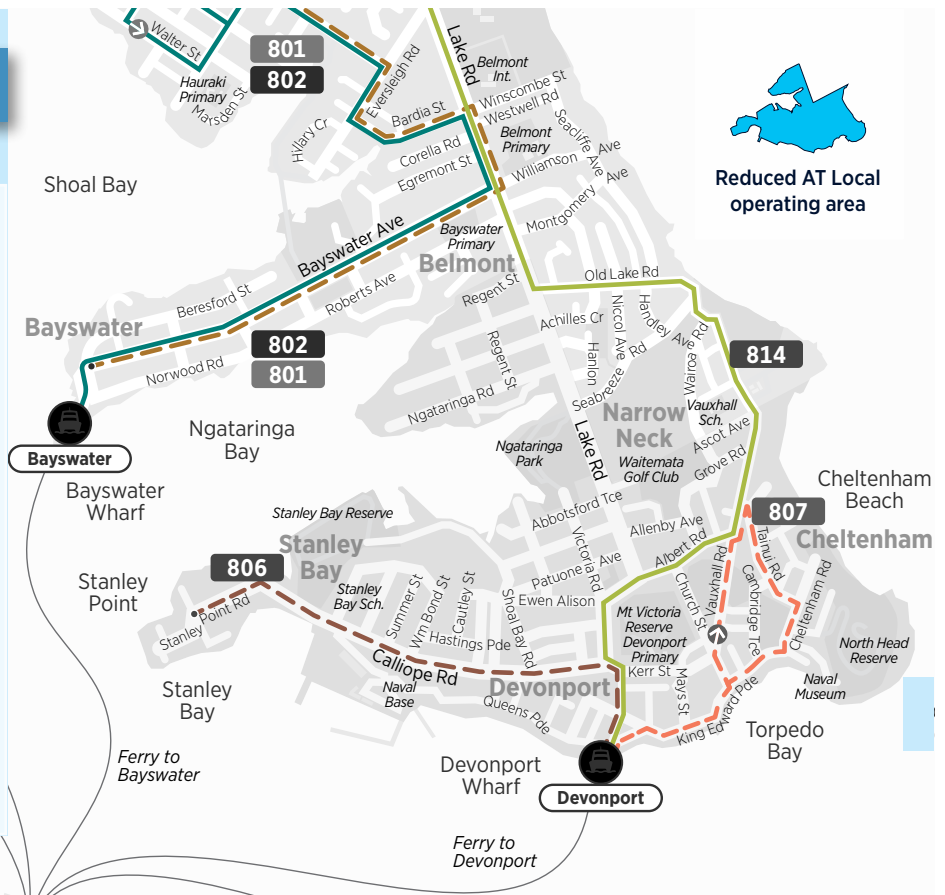 Walter St
801
802
Hauraki
Primary
Marsden St
Eversleigh Rd
Lake Rd
Belmont
Int.
Winscombe St
Westwell Rd
Bardia St
Hillary Cr
Seacliffe Ave
Belmont
Primary
Corella Rd
Egremont St
Williamson Ave
Shoal Bay
Reduced AT Local
operating area
Montgomery Ave
Bayswater Ave
Bayswater
Primary
Belmont
Old Lake Rd
Beresford St
Roberts Ave
Regent St
Bayswater
Achilles Cr
Niccol Ave
Handley Ave
Wairoa Rd
802
801
814
Norwood Rd
Regent St
Hanlon
Seabreeze Rd
Ngataringa Rd
Vauxhall
Sch.
Narrow
Neck
Ascot Ave
Grove Rd
Bayswater
Ngataringa
Bay
Ngataringa
Park
Lake Rd
Waitemata
Golf Club
Bayswater
Wharf
Cheltenham
Beach
Abbotsford Tce
Stanley Bay Reserve
807
Allenby Ave
Albert Rd
Cheltenham
Stanley
Bay
Victoria Rd
Tainui Rd
806
Stanley
Point
Patuone Ave
Stanley
Bay Sch.
Summer St
Wm Bond St
Cautley St
Shoal Bay Rd
Ewen Alison
Church St
Vauxhall Rd
Cambridge Tce
Cheltenham Rd
Stanley Point Rd
Mt Victoria
Reserve
Devonport
Primary
Hastings Pde
North Head
Reserve
Calliope Rd
Kerr St
Mays St
Naval
Museum
Stanley
Bay
Naval
Base
Devonport
Queens Pde
King Edward Pde
Torpedo
Bay
Ferry to
Bayswater
Devonport
Wharf
Devonport
Ferry to
Devonport